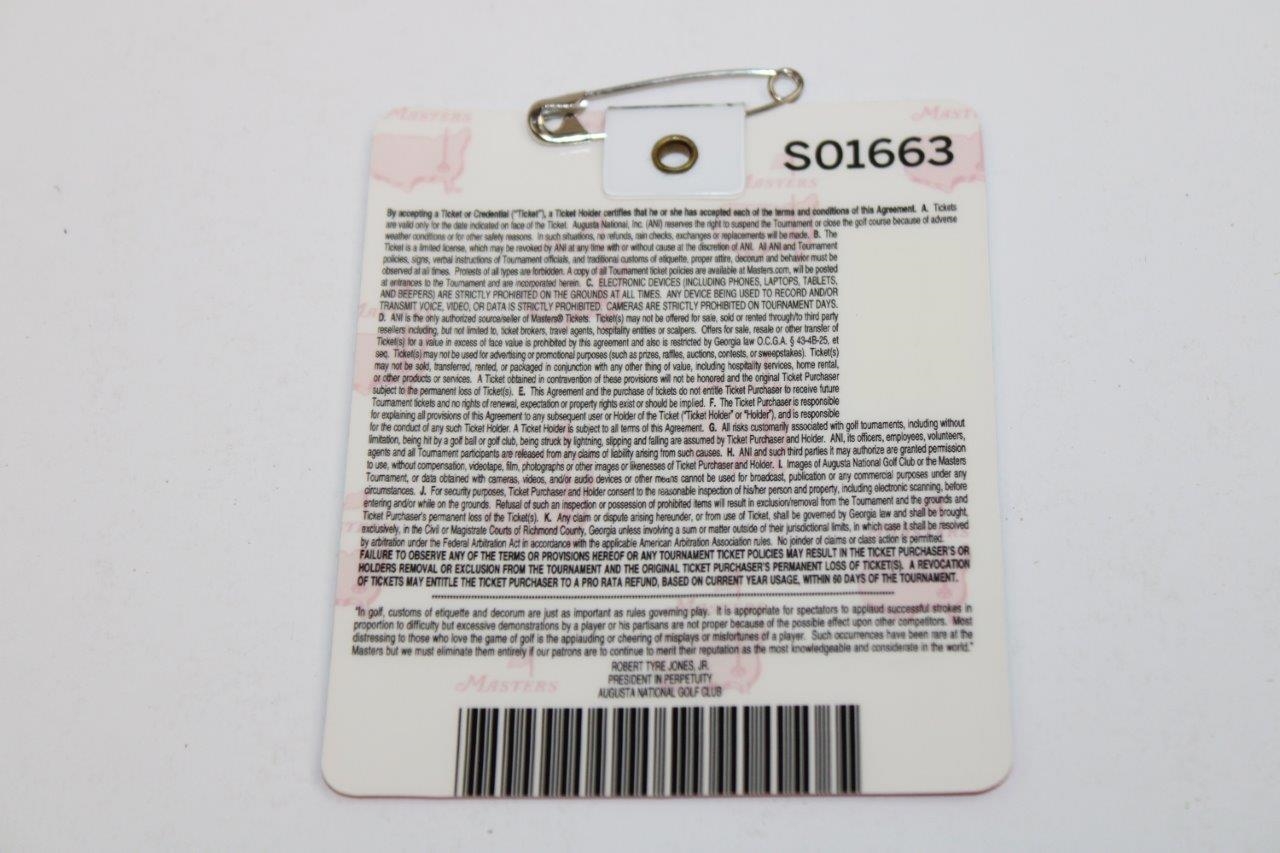 MASTERS
MASTERS
S01663
MASTERS
By accepting a Ticket or Credential ("Ticket"), a Ticket Holder certifies that he or she has accepted each of the terms and conditions of this Agreement. A. Tickets
are valid only for the date indicated on face of the Ticket. Augusta National, Inc. (ANI) reserves the right to suspend the Tournament or close the golf course because of adverse
weather conditions or for other safety reasons. In such situations, no refunds, rain checks, exchanges or replacements will be made. B. The
Ticket is a limited license, which may be revoked by ANI at any time with or without cause at the discretion of ANI. All ANI and Tournament
policies, signs, verbal instructions of Tournament officials, and traditional customs of etiquette, proper attire, decorum and behavior must be
observed at all times. Protests of all types are forbidden. A copy of all Tournament ticket policies are available at Masters.com, will be posted
at entrances to the Tournament and are incorporated herein. C. ELECTRONIC DEVICES (INCLUDING PHONES, LAPTOPS, TABLETS,
AND BEEPERS) ARE STRICTLY PROHIBITED ON THE GROUNDS AT ALL TIMES. ANY DEVICE BEING USED TO RECORD AND/OR
TRANSMIT VOICE, VIDEO, OR DATA IS STRICTLY PROHIBITED. CAMERAS ARE STRICTLY PROHIBITED ON TOURNAMENT DAYS.
D. ANI is the only authorized source/seller of Masters® Tickets. Ticket(s) may not be offered for sale, sold or rented through/to third party
resellers including, but not limited to, ticket brokers, travel agents, hospitality entities or scalpers. Offers for sale, resale or other transfer of
Ticket(s) for a value in excess of face value is prohibited by this agreement and also is restricted by Georgia law O.C.G.A. § 43-4B-25, et
seq. Ticket(s) may not be used for advertising or promotional purposes (such as prizes, raffles, auctions, contests, or sweepstakes). Ticket(s)
may not be sold, transferred, rented, or packaged in conjunction with any other thing of value, including hospitality services, home rental,
or other products or services. A Ticket obtained in contravention of these provisions will not be honored and the original Ticket Purchaser
subject to the permanent loss of Ticket(s). E. This Agreement and the purchase of tickets do not entitle Ticket Purchaser to receive future
Tournament tickets and no rights of renewal, expectation or property rights exist or should be implied. F. The Ticket Purchaser is responsible
for explaining all provisions of this Agreement to any subsequent user or Holder of the Ticket ("Ticket Holder" or "Holder"), and is responsible
for the conduct of any such Ticket Holder. A Ticket Holder is subject to all terms of this Agreement. G. All risks customarily associated with golf tournaments, including without
limitation, being hit by a golf ball or golf club, being struck by lightning, slipping and falling are assumed by Ticket Purchaser and Holder. ANI, its officers, employees, volunteers,
agents and all Tournament participants are released from any claims of liability arising from such causes. H. ANI and such third parties it may authorize are granted permission
to use, without compensation, videotape, film, photographs or other images or likenesses of Ticket Purchaser and Holder. I. Images of Augusta National Golf Club or the Masters
Tournament, or data obtained with cameras, videos, and/or audio devices or other means cannot be used for broadcast, publication or any commercial purposes under any
circumstances. J. For security purposes, Ticket Purchaser and Holder consent to the reasonable inspection of his/her person and property, including electronic scanning, before
entering and/or while on the grounds. Refusal of such an inspection or possession of prohibited items will result in exclusion/removal from the Tournament and the grounds and
Ticket Purchaser's permanent loss of the Ticket(s). K. Any claim or dispute arising hereunder, or from use of Ticket, shall be governed by Georgia law and shall be brought,
exclusively, in the Civil or Magistrate Courts of Richmond County, Georgia unless involving a sum or matter outside of their jurisdictional limits, in which case it shall be resolved
by arbitration under the Federal Arbitration Act in accordance with the applicable American Arbitration Association rules. No joinder of claims or class action is permitted.
FAILURE TO OBSERVE ANY OF THE TERMS OR PROVISIONS HEREOF OR ANY TOURNAMENT TICKET POLICIES MAY RESULT IN THE TICKET PURCHASER'S OR
HOLDERS REMOVAL OR EXCLUSION FROM THE TOURNAMENT AND THE ORIGINAL TICKET PURCHASER'S PERMANENT LOSS OF TICKET(S). A REVOCATION
OF TICKETS MAY ENTITLE THE TICKET PURCHASER TO A PRO RATA REFUND, BASED ON CURRENT YEAR USAGE, WITHIN 60 DAYS OF THE TOURNAMENT.
"In golf, customs of etiquette and decorum are just as important as rules governing play. It is appropriate for spectators to applaud successful strokes in
proportion to difficulty but excessive demonstrations by a player or his partisans are not proper because of the possible effect upon other competitors. Most
distressing to those who love the game of golf is the applauding or cheering of misplays or misfortunes of a player. Such occurrences have been rare at the
Masters but we must eliminate them entirely if our patrons are to continue to merit their reputation as the most knowledgeable and considerate in the world."
ROBERT TYRE JONES, JR.
PRESIDENT IN PERPETUITY
AUGUSTA NATIONAL GOLF CLUB
MASTERS